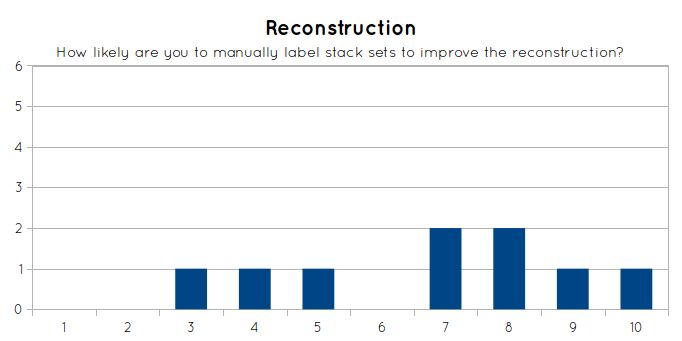 Reconstruction
How likely are you to manually label stack sets to improve the reconstruction?
6
5
4
3
2
1
0
1 2 3 4 5 6 7 8 9 10